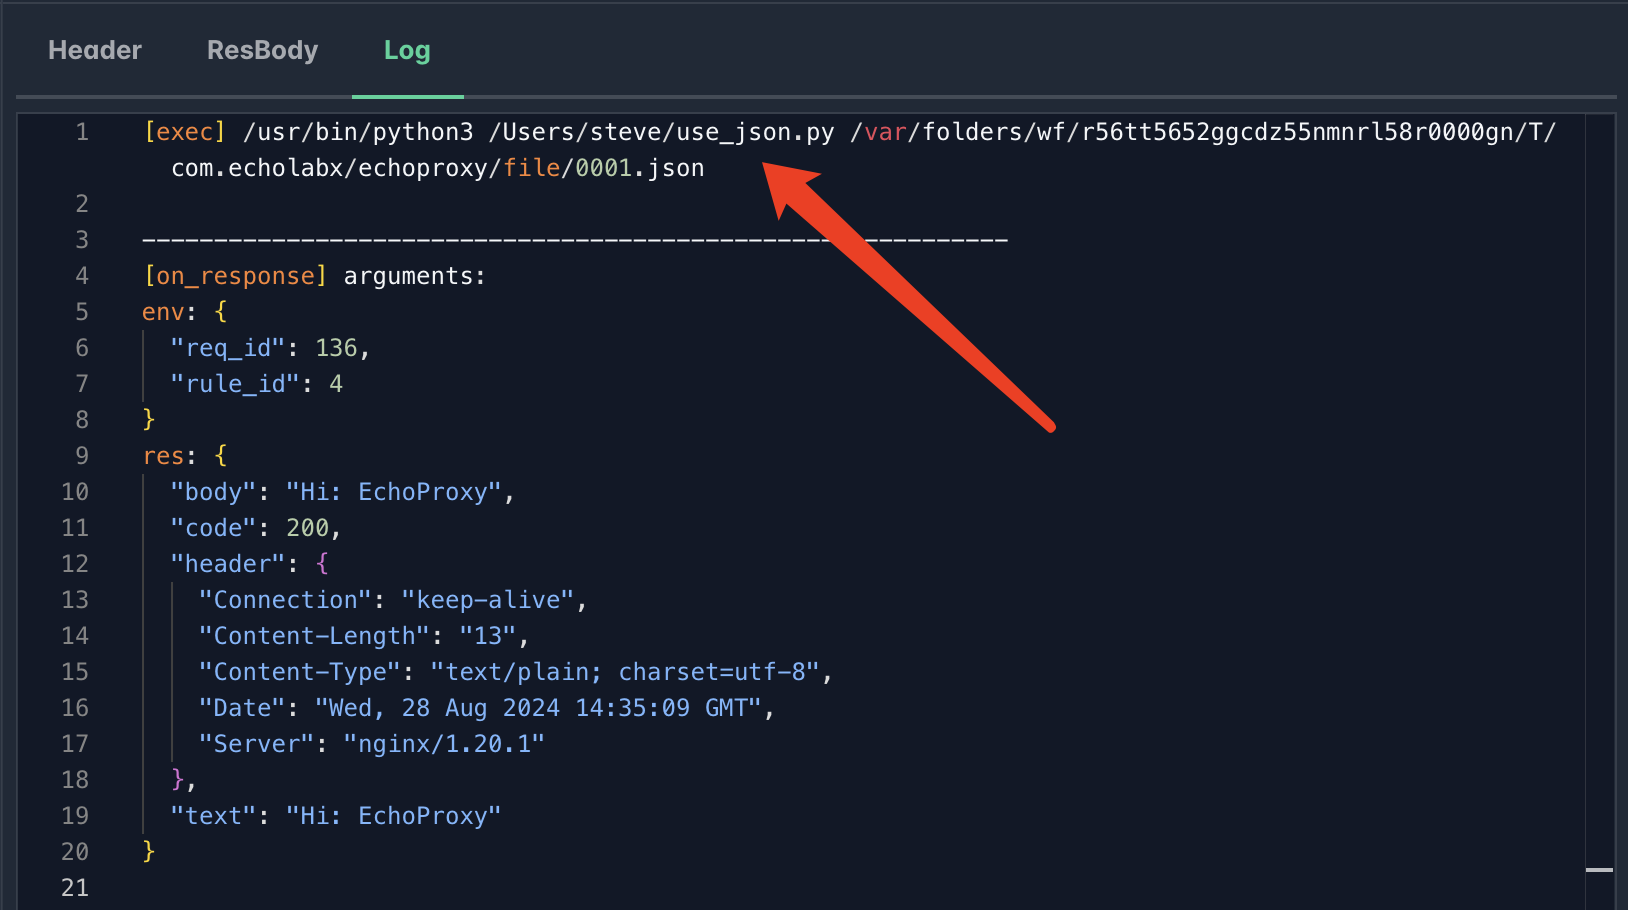 Header ResBody Log
1 [exec] /usr/bin/python3 /Users/steve/use_json.py /var/folders/wf/r56tt5652ggcdz55nmnrl58r0000gn/T/
com.echolabx/echoproxy/file/0001.json
2
3 ------------------------------------------------------------
4 [on_response] arguments:
5 env: {
6   "req_id": 136,
7   "rule_id": 4
8 }
9 res: {
10   "body": "Hi: EchoProxy",
11   "code": 200,
12   "header": {
13     "Connection": "keep-alive",
14     "Content-Length": "13",
15     "Content-Type": "text/plain; charset=utf-8",
16     "Date": "Wed, 28 Aug 2024 14:35:09 GMT",
17     "Server": "nginx/1.20.1"
18   },
19   "text": "Hi: EchoProxy"
20 }
21